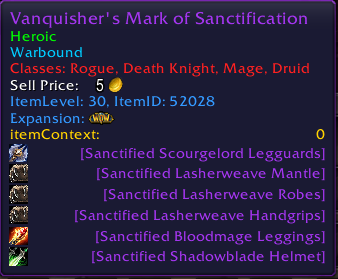 Vanquisher's Mark of Sanctification
Heroic
Warbound
Classes: Rogue, Death Knight, Mage, Druid
Sell Price: 5
ItemLevel: 30, ItemID: 52028
Expansion: WOW
itemContext: 0
[Sanctified Scourgelord Legguards]
[Sanctified Lasherweave Mantle]
[Sanctified Lasherweave Robes]
[Sanctified Lasherweave Handgrips]
[Sanctified Bloodmage Leggings]
[Sanctified Shadowblade Helmet]